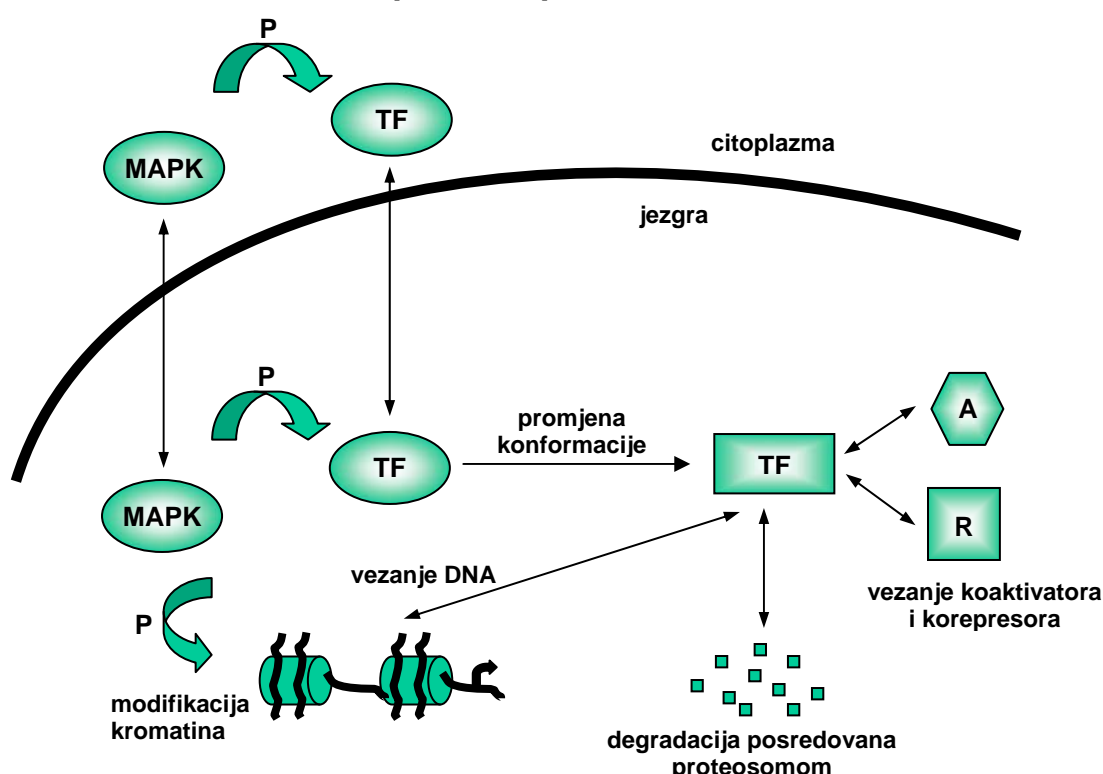 P
TF
MAPK
citoplazma
jezgra
P
TF
MAPK
promjena
konformacije
TF
A
R
vezanje koaktivatora
i korepresora
vezanje DNA
P
modifikacija
kromatina
degradacija posredovana
proteosomom